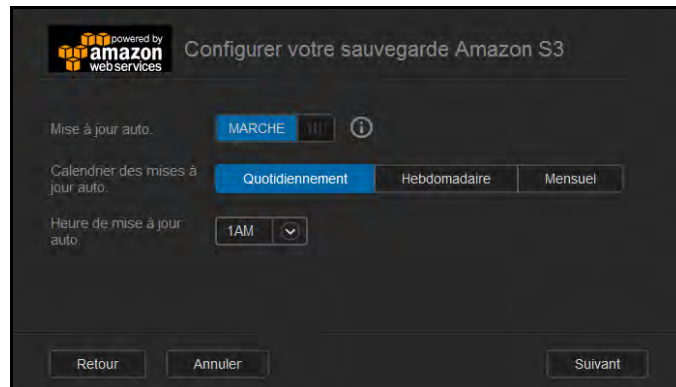 powered by
amazon
webservices
Configurer votre sauvegarde Amazon S3
Mise à jour auto.
MARCHE
Calendrier des mises à
jour auto.
Quotidiennement
Hebdomadaire
Mensuel
Heure de mise à jour
auto.
1AM
Retour
Annuler
Suivant